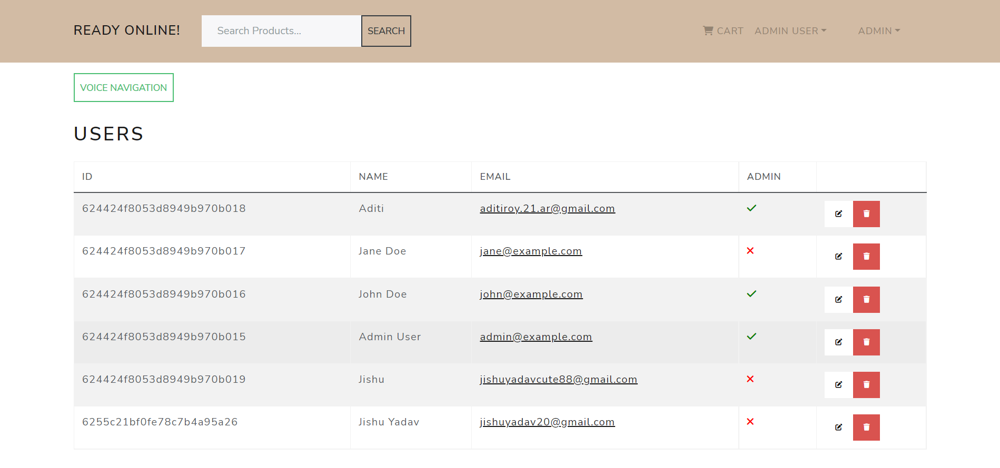 READY ONLINE! Search Products... SEARCH CART ADMIN USER ADMIN
VOICE NAVIGATION
USERS
ID NAME EMAIL ADMIN
624424f8053d8949b970b018 Aditi aditiroy.21.ar@gmail.com
624424f8053d8949b970b017 Jane Doe jane@example.com
624424f8053d8949b970b016 John Doe john@example.com
624424f8053d8949b970b015 Admin User admin@example.com
624424f8053d8949b970b019 Jishu jishuyadavcute88@gmail.com
6255c21bf0fe78c7b4a95a26 Jishu Yadav jishuyadav20@gmail.com